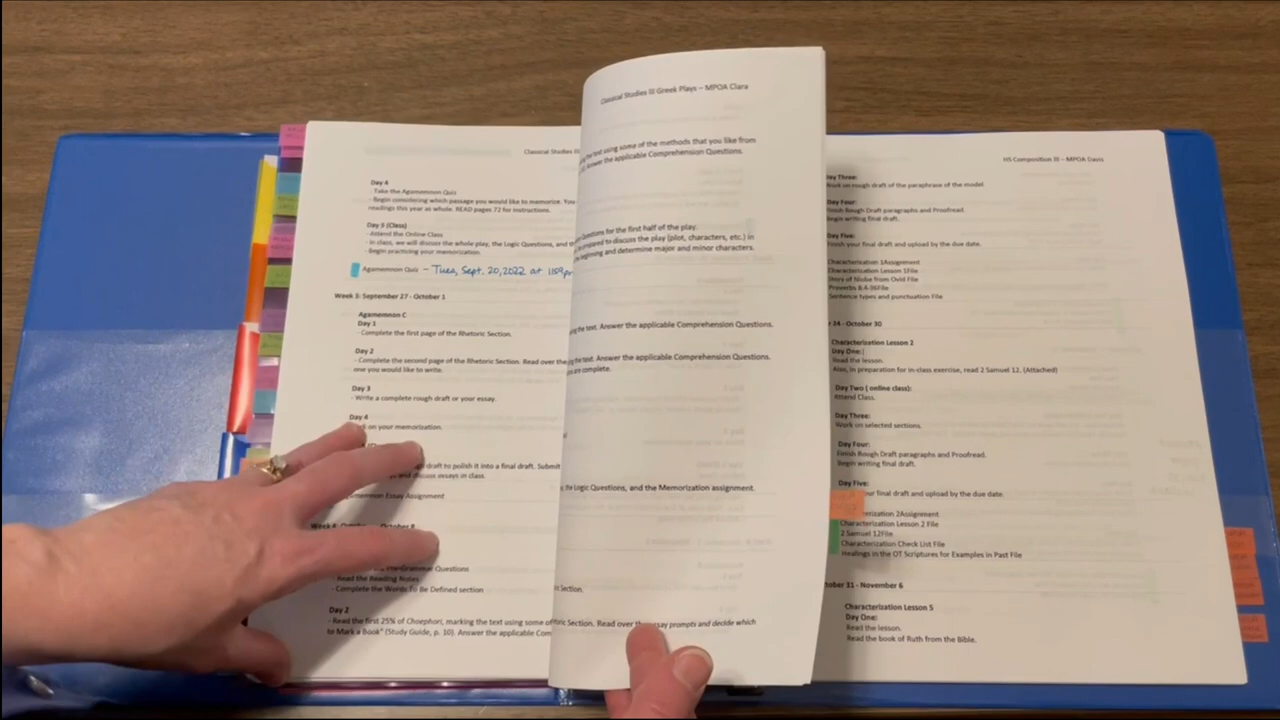 Classical Studies III
Day 4
- Take the Agamemnon Quiz
- Begin considering which passage you would like to memorize. You
readings this year as whole. READ pages 72 for instructions.
Day 5 (Class)
- Attend the Online Class
- In class, we will discuss the whole play, the Logic Questions, and
- Begin practicing your memorization.
Agamemnon Quiz – Tues, Sept. 20, 2022 at 1159p
Week 3: September 27 - October 1
Agamemnon C
Day 1
- Complete the first page of the Rhetoric Section.
Day 2
- Complete the second page of the Rhetoric Section. Read over the
one you would like to write.
Day 3
- Write a complete rough draft or your essay.
Day 4
on your memorization.
draft to polish it into a final draft. Submit
and discuss essays in class.
Essay Assignment
Week 4: October 8
Questions
- Read the Reading Notes
- Complete the Words To Be Defined section
Day 2
- Read the first 25% of Choephori, marking the text using some of
to Mark a Book" (Study Guide, p. 10). Answer the applicable Com
Classical Studies III Greek Plays – MPOA Clara
the text using some of the methods that you like from
Answer the applicable Comprehension Questions.
Questions for the first half of the play.
prepared to discuss the play (plot, characters, etc.) in
beginning and determine major and minor characters.
the text. Answer the applicable Comprehension Questions.
the text. Answer the applicable Comprehension Questions.
are complete.
the Logic Questions, and the Memorization assignment.
Section.
Section. Read over the essay prompts and decide which
HS Composition III – MPOA Davis
Day Three:
Work on rough draft of the paraphrase of the model.
Day Four:
Finish Rough Draft paragraphs and Proofread.
Begin writing final draft.
Day Five:
Finish your final draft and upload by the due date.
Characterization 1Assignment
Characterization Lesson 1File
Story of Niobe from Ovid File
Proverbs 8.4-36File
Sentence types and punctuation File
24 - October 30
Characterization Lesson 2
Day One:
Read the lesson.
Also, in preparation for in-class exercise, read 2 Samuel 12. (Attached)
Day Two ( online class):
Attend Class.
Day Three:
Work on selected sections.
Day Four:
Finish Rough Draft paragraphs and Proofread.
Begin writing final draft.
Day Five:
your final draft and upload by the due date.
2Assignment
Characterization Lesson 2 File
2 Samuel 12File
Characterization Check List File
Healings in the OT Scriptures for Examples in Past File
October 31 - November 6
Characterization Lesson 5
Day One:
Read the lesson.
Read the book of Ruth from the Bible.